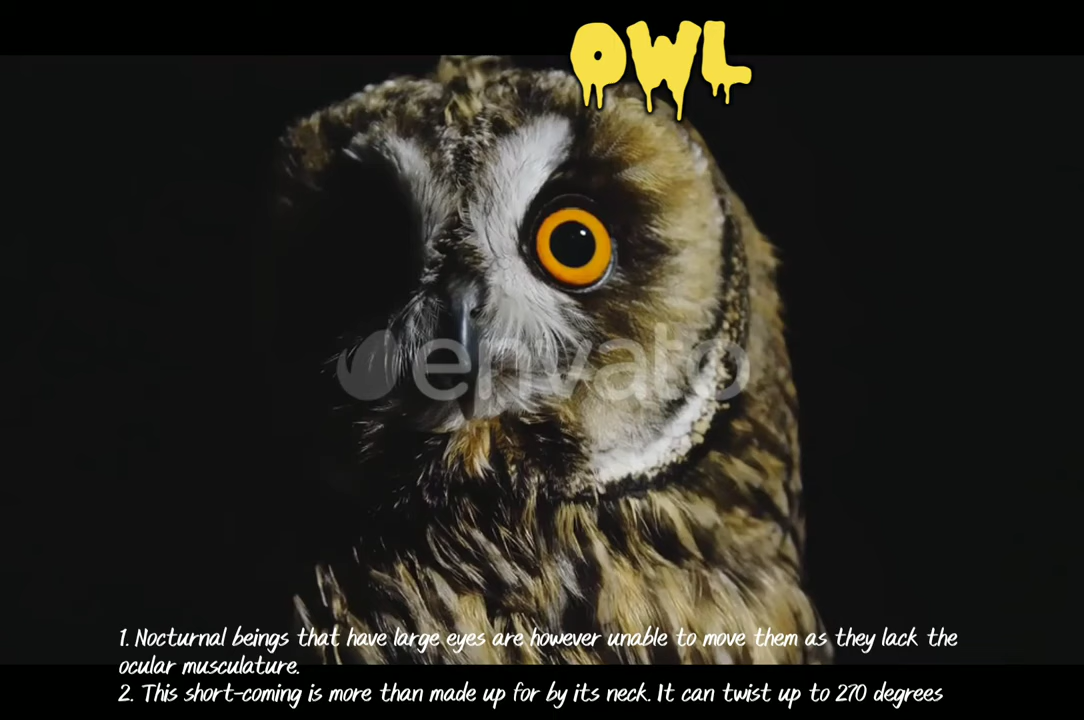 OWL
envato
1. Nocturnal beings that have large eyes are however unable to move them as they lack the
ocular musculature.
2. This short-coming is more than made up for by its neck. It can twist up to 270 degrees